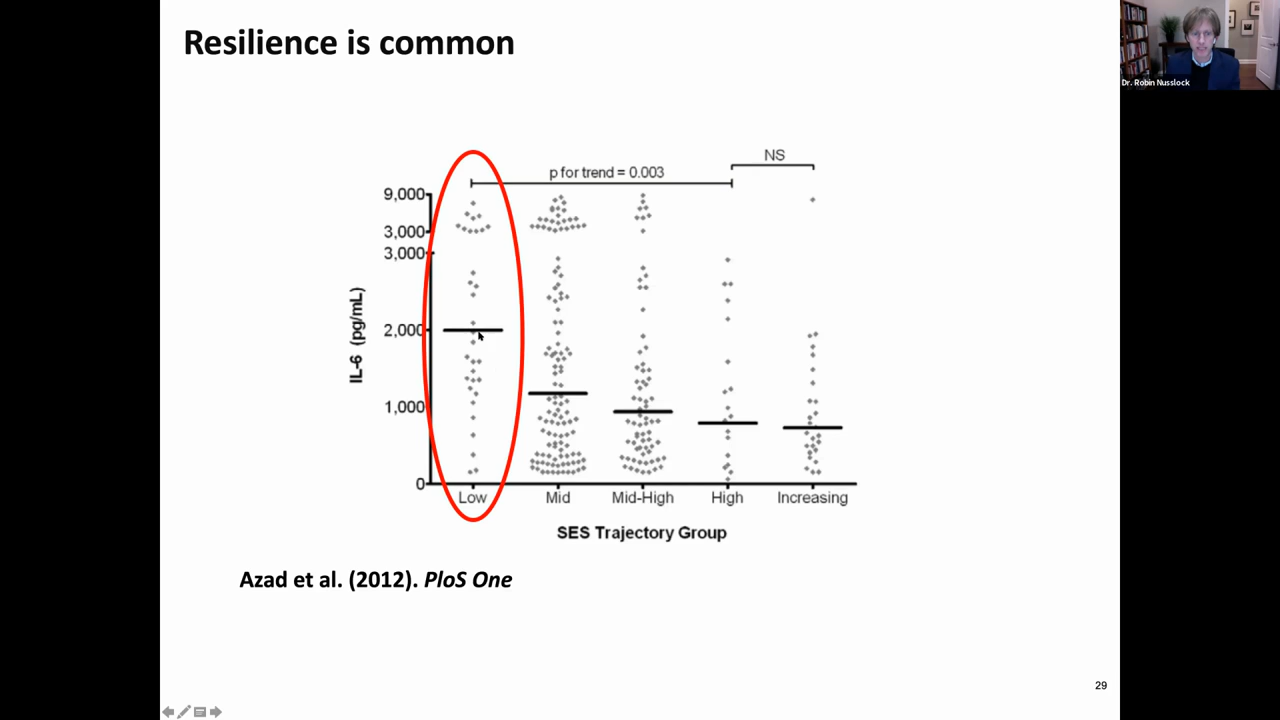 Resilience is common
Dr. Robin Nusslock
NS
p for trend = 0.003
9,000
3,000
3,000
2,000
1,000
0
IL-6 (pg/mL)
Low
Mid
Mid-High
High
Increasing
SES Trajectory Group
Azad et al. (2012). PloS One
29